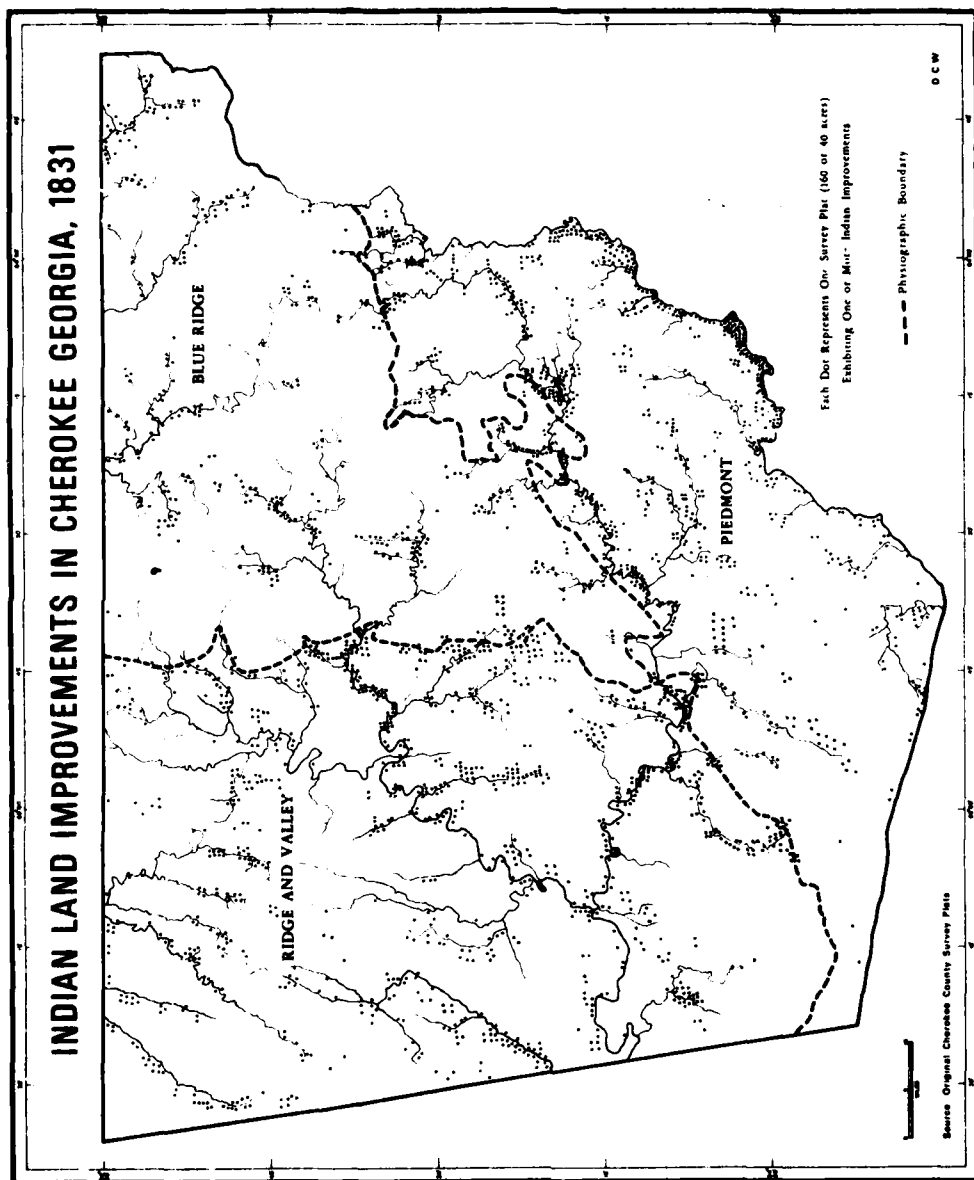 INDIAN LAND IMPROVEMENTS IN CHEROKEE GEORGIA, 1831
BLUE RIDGE
RIDGE AND VALLEY
PIEDMONT
Each Dot Represents One Survey Plat (160 or 40 acres)
Exhibiting One or More Indian Improvements
Physiographic Boundary
Source Original Cherokee County Survey Plats
D C W